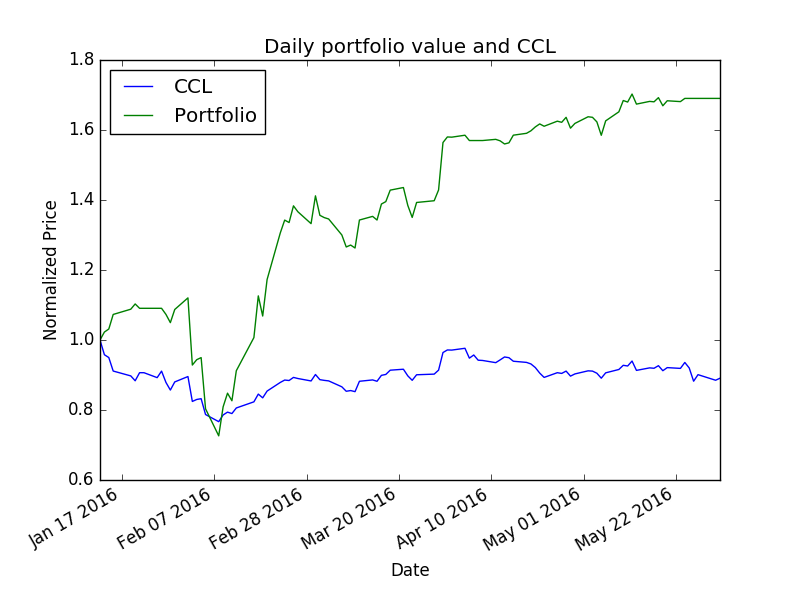 Daily portfolio value and CCL
CCL
Portfolio
Normalized Price
1.8
1.6
1.4
1.2
1.0
0.8
0.6
Jan 17 2016
Feb 07 2016
Feb 28 2016
Mar 20 2016
Apr 10 2016
May 01 2016
May 22 2016
Date